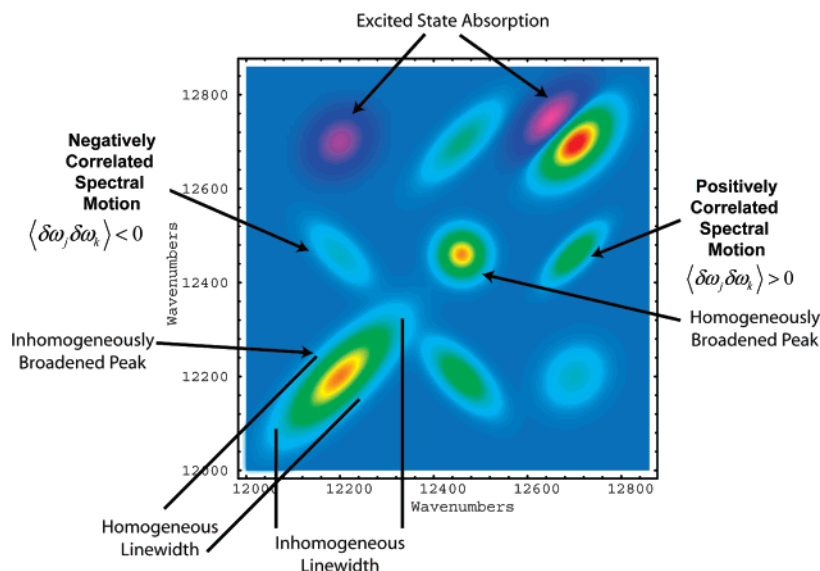 Excited State Absorption
Negatively
Correlated
Spectral
Motion
⟨δω_j δω_k⟩ < 0
Positively
Correlated
Spectral
Motion
⟨δω_j δω_k⟩ > 0
Homogeneously
Broadened Peak
Inhomogeneously
Broadened Peak
Wavenumbers
12800
12600
12400
12200
12000
12000 12200 12400 12600 12800
Wavenumbers
Homogeneous
Linewidth
Inhomogeneous
Linewidth